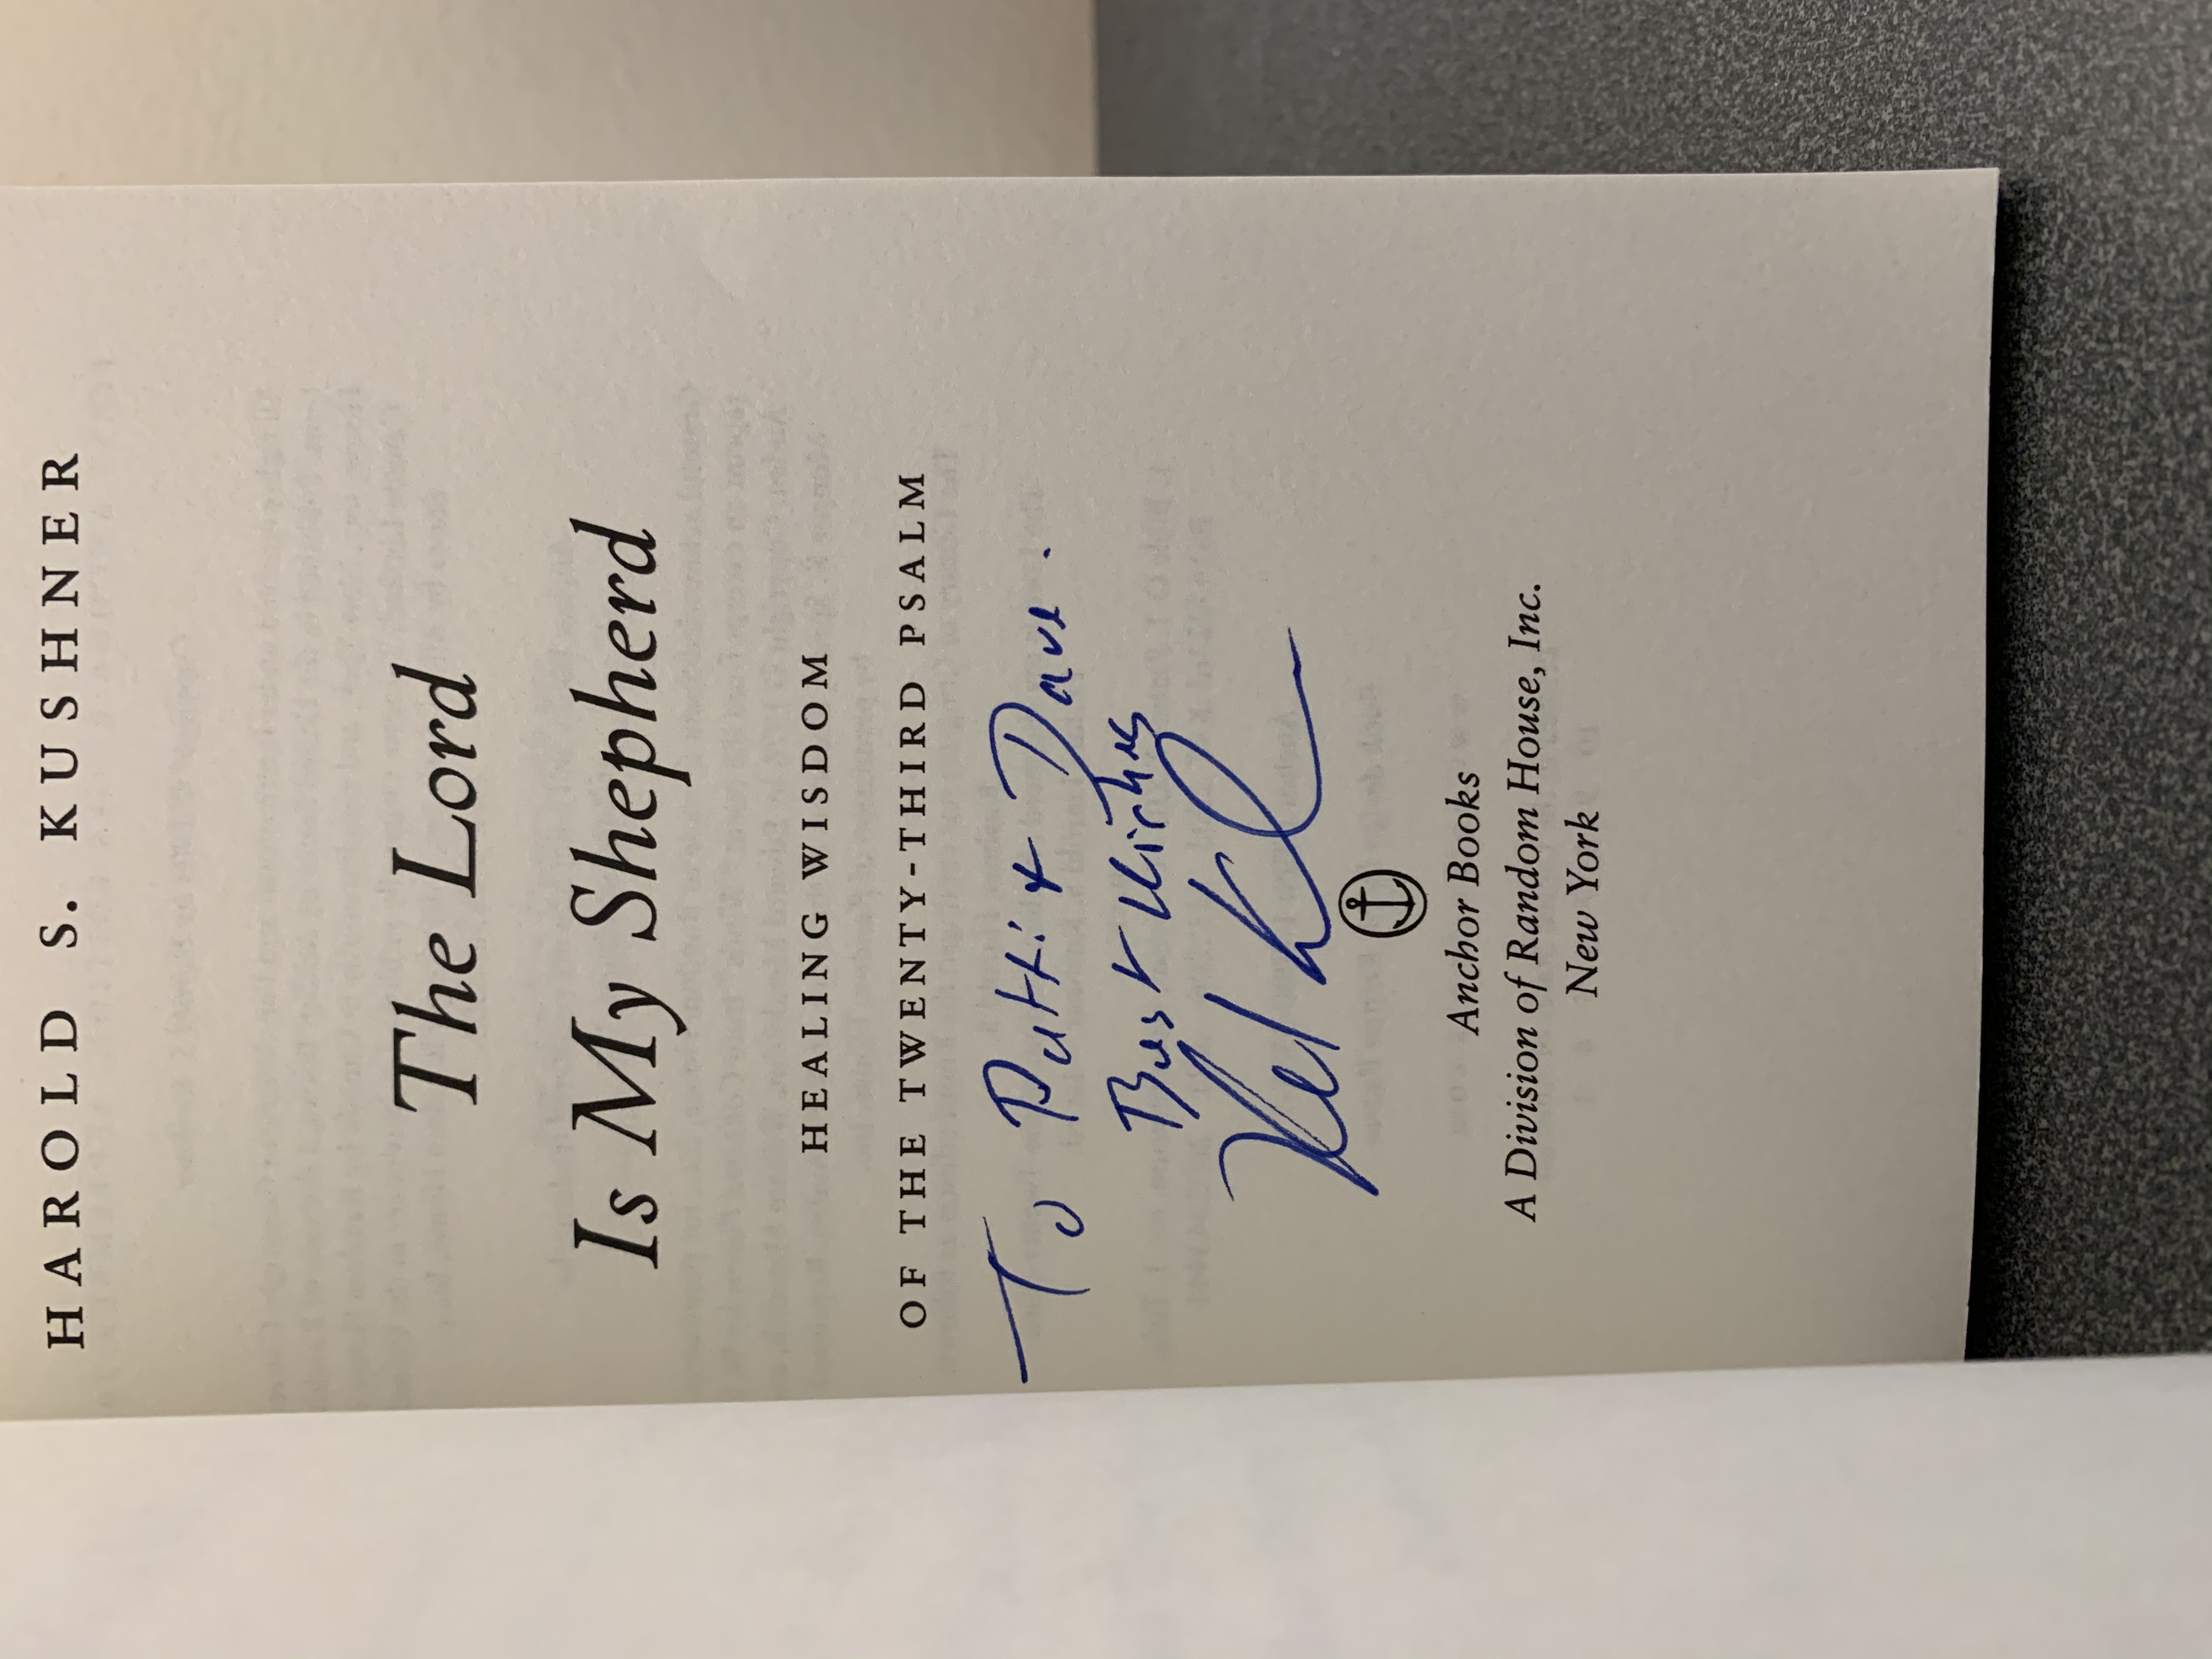 HAROLD S. KUSHNER
The Lord
Is My Shepherd
HEALING WISDOM
OF THE TWENTY-THIRD PSALM
To Patti & Dave.
Best Wishes
Anchor Books
A Division of Random House, Inc.
New York